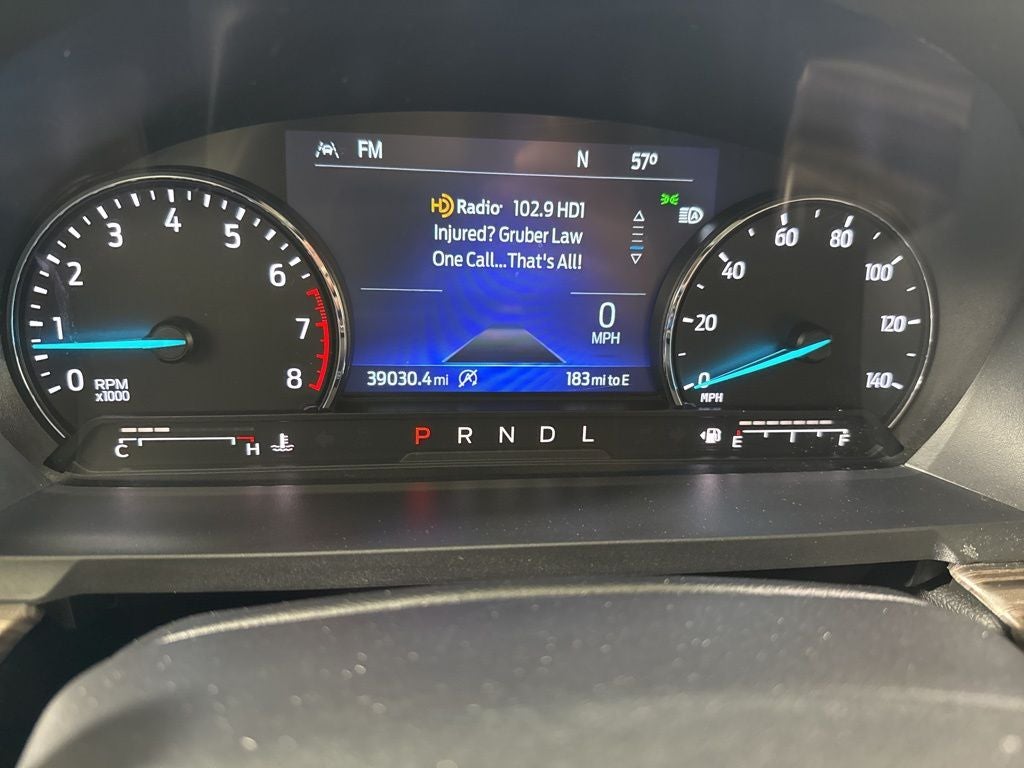 FM N 57°
HD Radio 102.9 HD1
Injured? Gruber Law
One Call...That's All!
0
MPH
39030.4 mi
183 mi to E
0 1 2 3 4 5 6 7 8
RPM
x1000
0 20 40 60 80 100 120 140
MPH
C H
P R N D L
E F
A